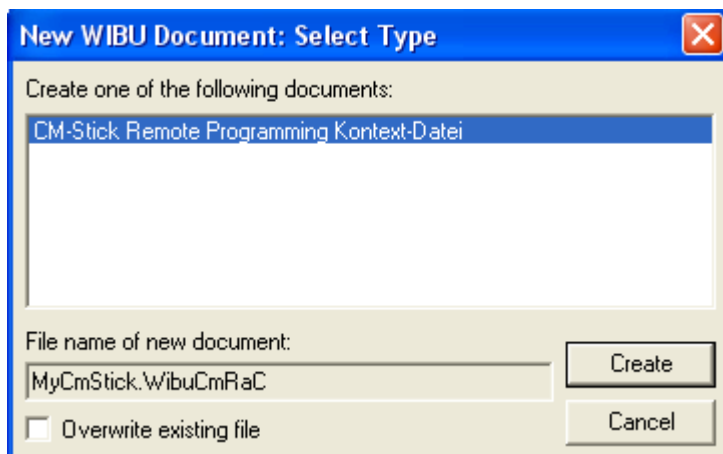 New WIBU Document: Select Type
Create one of the following documents:
CM-Stick Remote Programming Kontext-Datei
File name of new document:
MyCmStick.WibuCmRaC
Create
Overwrite existing file
Cancel